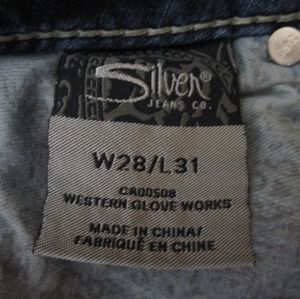 Silver®
JEANS CO.
W28/L31
CA00508
WESTERN GLOVE WORKS
MADE IN CHINA/
FABRIQUÉ EN CHINE